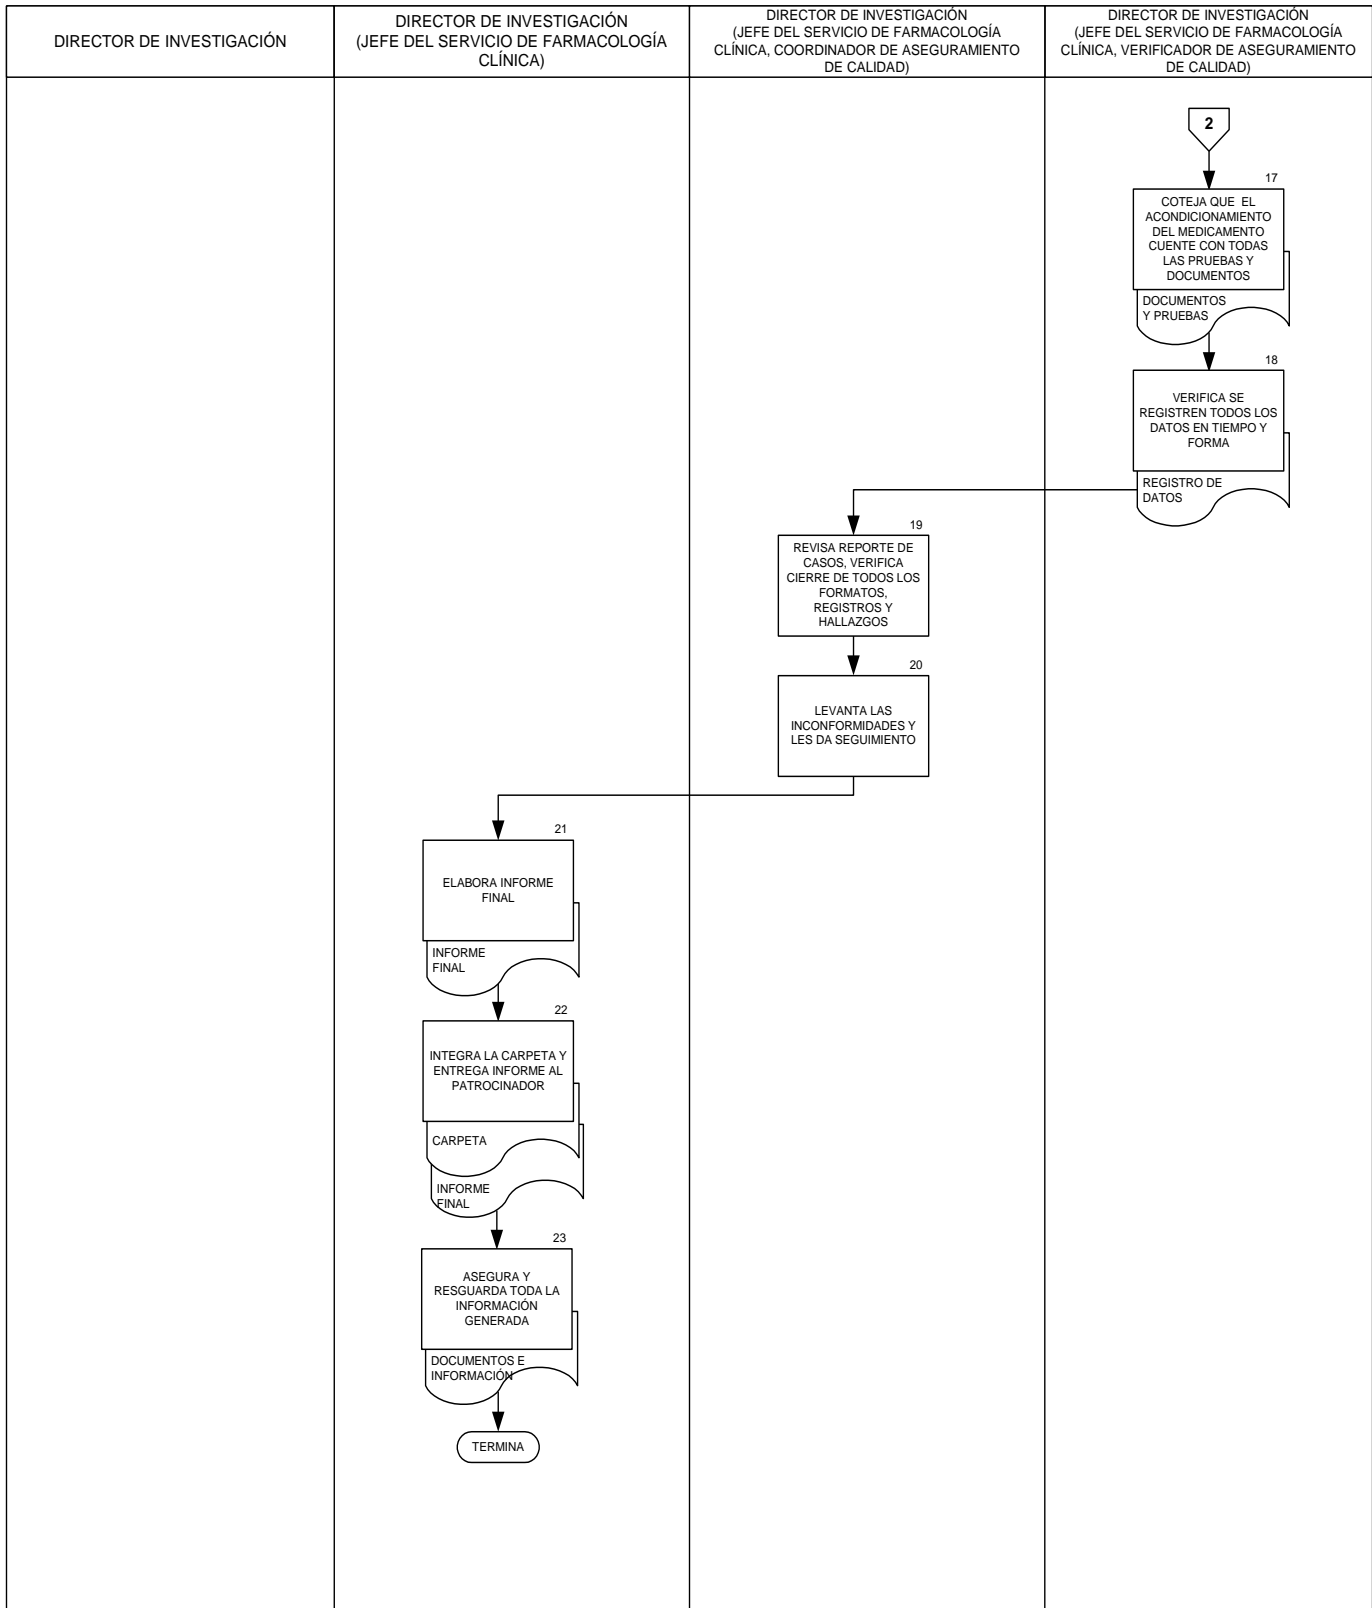 DIRECTOR DE INVESTIGACIÓN
DIRECTOR DE INVESTIGACIÓN
(JEFE DEL SERVICIO DE FARMACOLOGÍA
CLÍNICA)
DIRECTOR DE INVESTIGACIÓN
(JEFE DEL SERVICIO DE FARMACOLOGÍA
CLÍNICA, COORDINADOR DE ASEGURAMIENTO
DE CALIDAD)
DIRECTOR DE INVESTIGACIÓN
(JEFE DEL SERVICIO DE FARMACOLOGÍA
CLÍNICA, VERIFICADOR DE ASEGURAMIENTO
DE CALIDAD)
2
17
COTEJA QUE EL
ACONDICIONAMIENTO
DEL MEDICAMENTO
CUENTE CON TODAS
LAS PRUEBAS Y
DOCUMENTOS
DOCUMENTOS
Y PRUEBAS
18
VERIFICA SE
REGISTREN TODOS LOS
DATOS EN TIEMPO Y
FORMA
REGISTRO DE
DATOS
19
REVISA REPORTE DE
CASOS, VERIFICA
CIERRE DE TODOS LOS
FORMATOS,
REGISTROS Y
HALLAZGOS
20
LEVANTA LAS
INCONFORMIDADES Y
LES DA SEGUIMIENTO
21
ELABORA INFORME
FINAL
INFORME
FINAL
22
INTEGRA LA CARPETA Y
ENTREGA INFORME AL
PATROCINADOR
CARPETA
INFORME
FINAL
23
ASEGURA Y
RESGUARDA TODA LA
INFORMACIÓN
GENERADA
DOCUMENTOS E
INFORMACIÓN
TERMINA